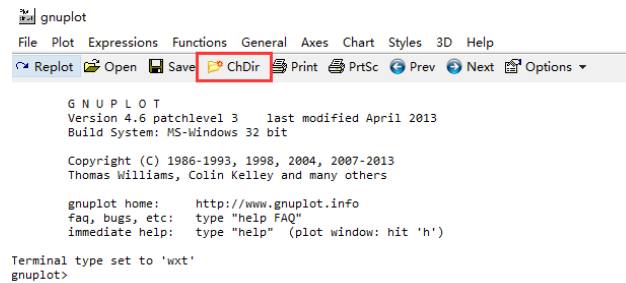 gnuplot
File Plot Expressions Functions General Axes Chart Styles 3D Help
Replot Open Save ChDir Print PrtSc Prev Next Options
G N U P L O T
Version 4.6 patchlevel 3    last modified April 2013
Build System: MS-Windows 32 bit
Copyright (C) 1986-1993, 1998, 2004, 2007-2013
Thomas Williams, Colin Kelley and many others
gnuplot home:     http://www.gnuplot.info
faq, bugs, etc:   type "help FAQ"
immediate help:   type "help"  (plot window: hit 'h')
Terminal type set to 'wxt'
gnuplot>